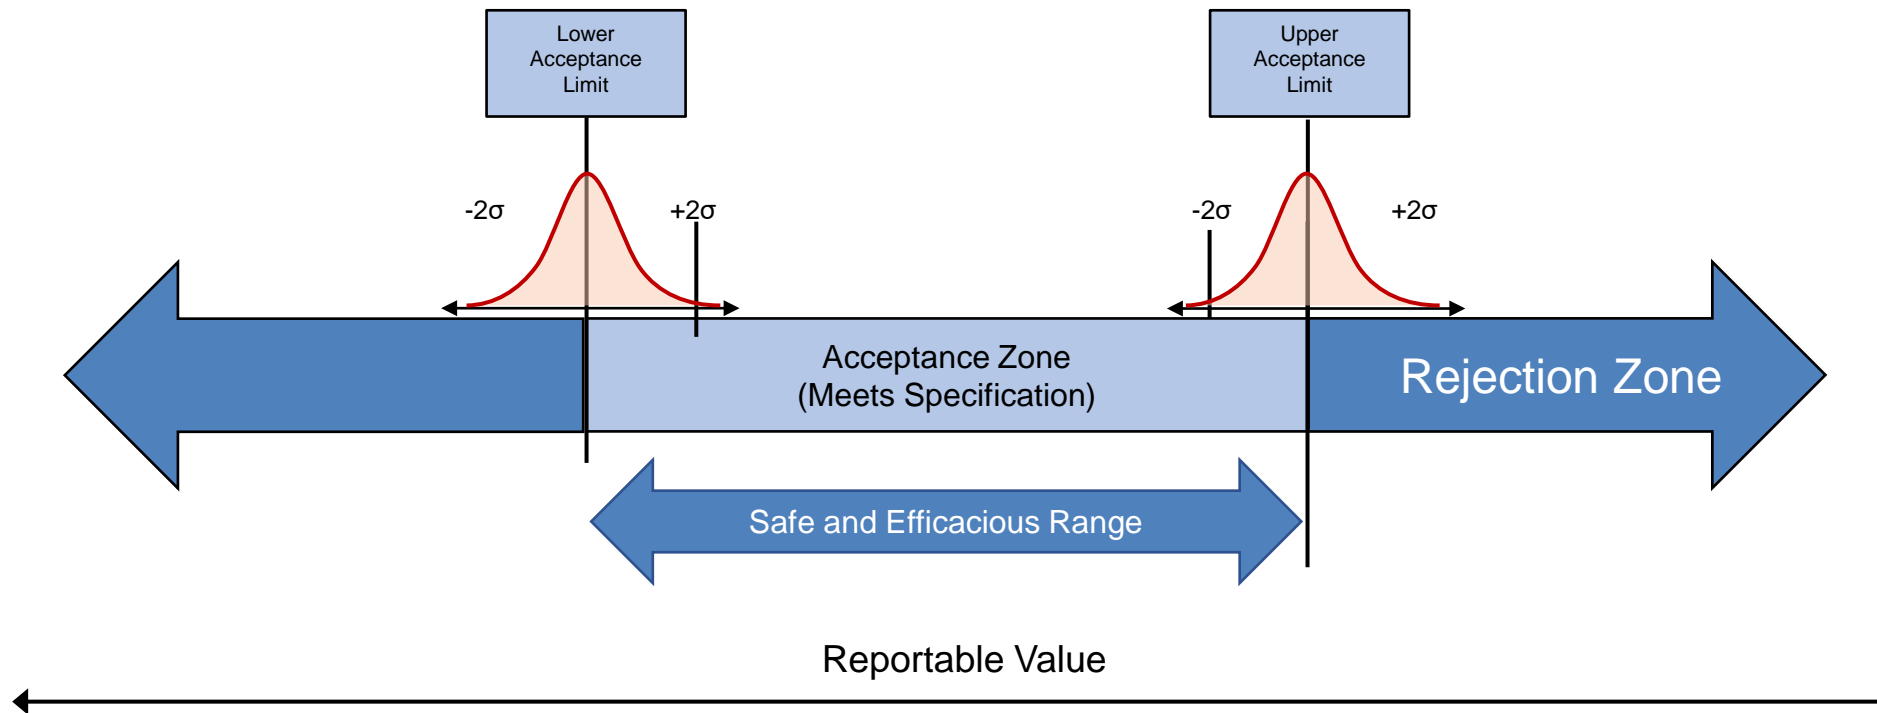 Lower
Acceptance
Limit
Upper
Acceptance
Limit
-2σ
+2σ
-2σ
+2σ
Acceptance Zone
(Meets Specification)
Rejection Zone
Safe and Efficacious Range
Reportable Value